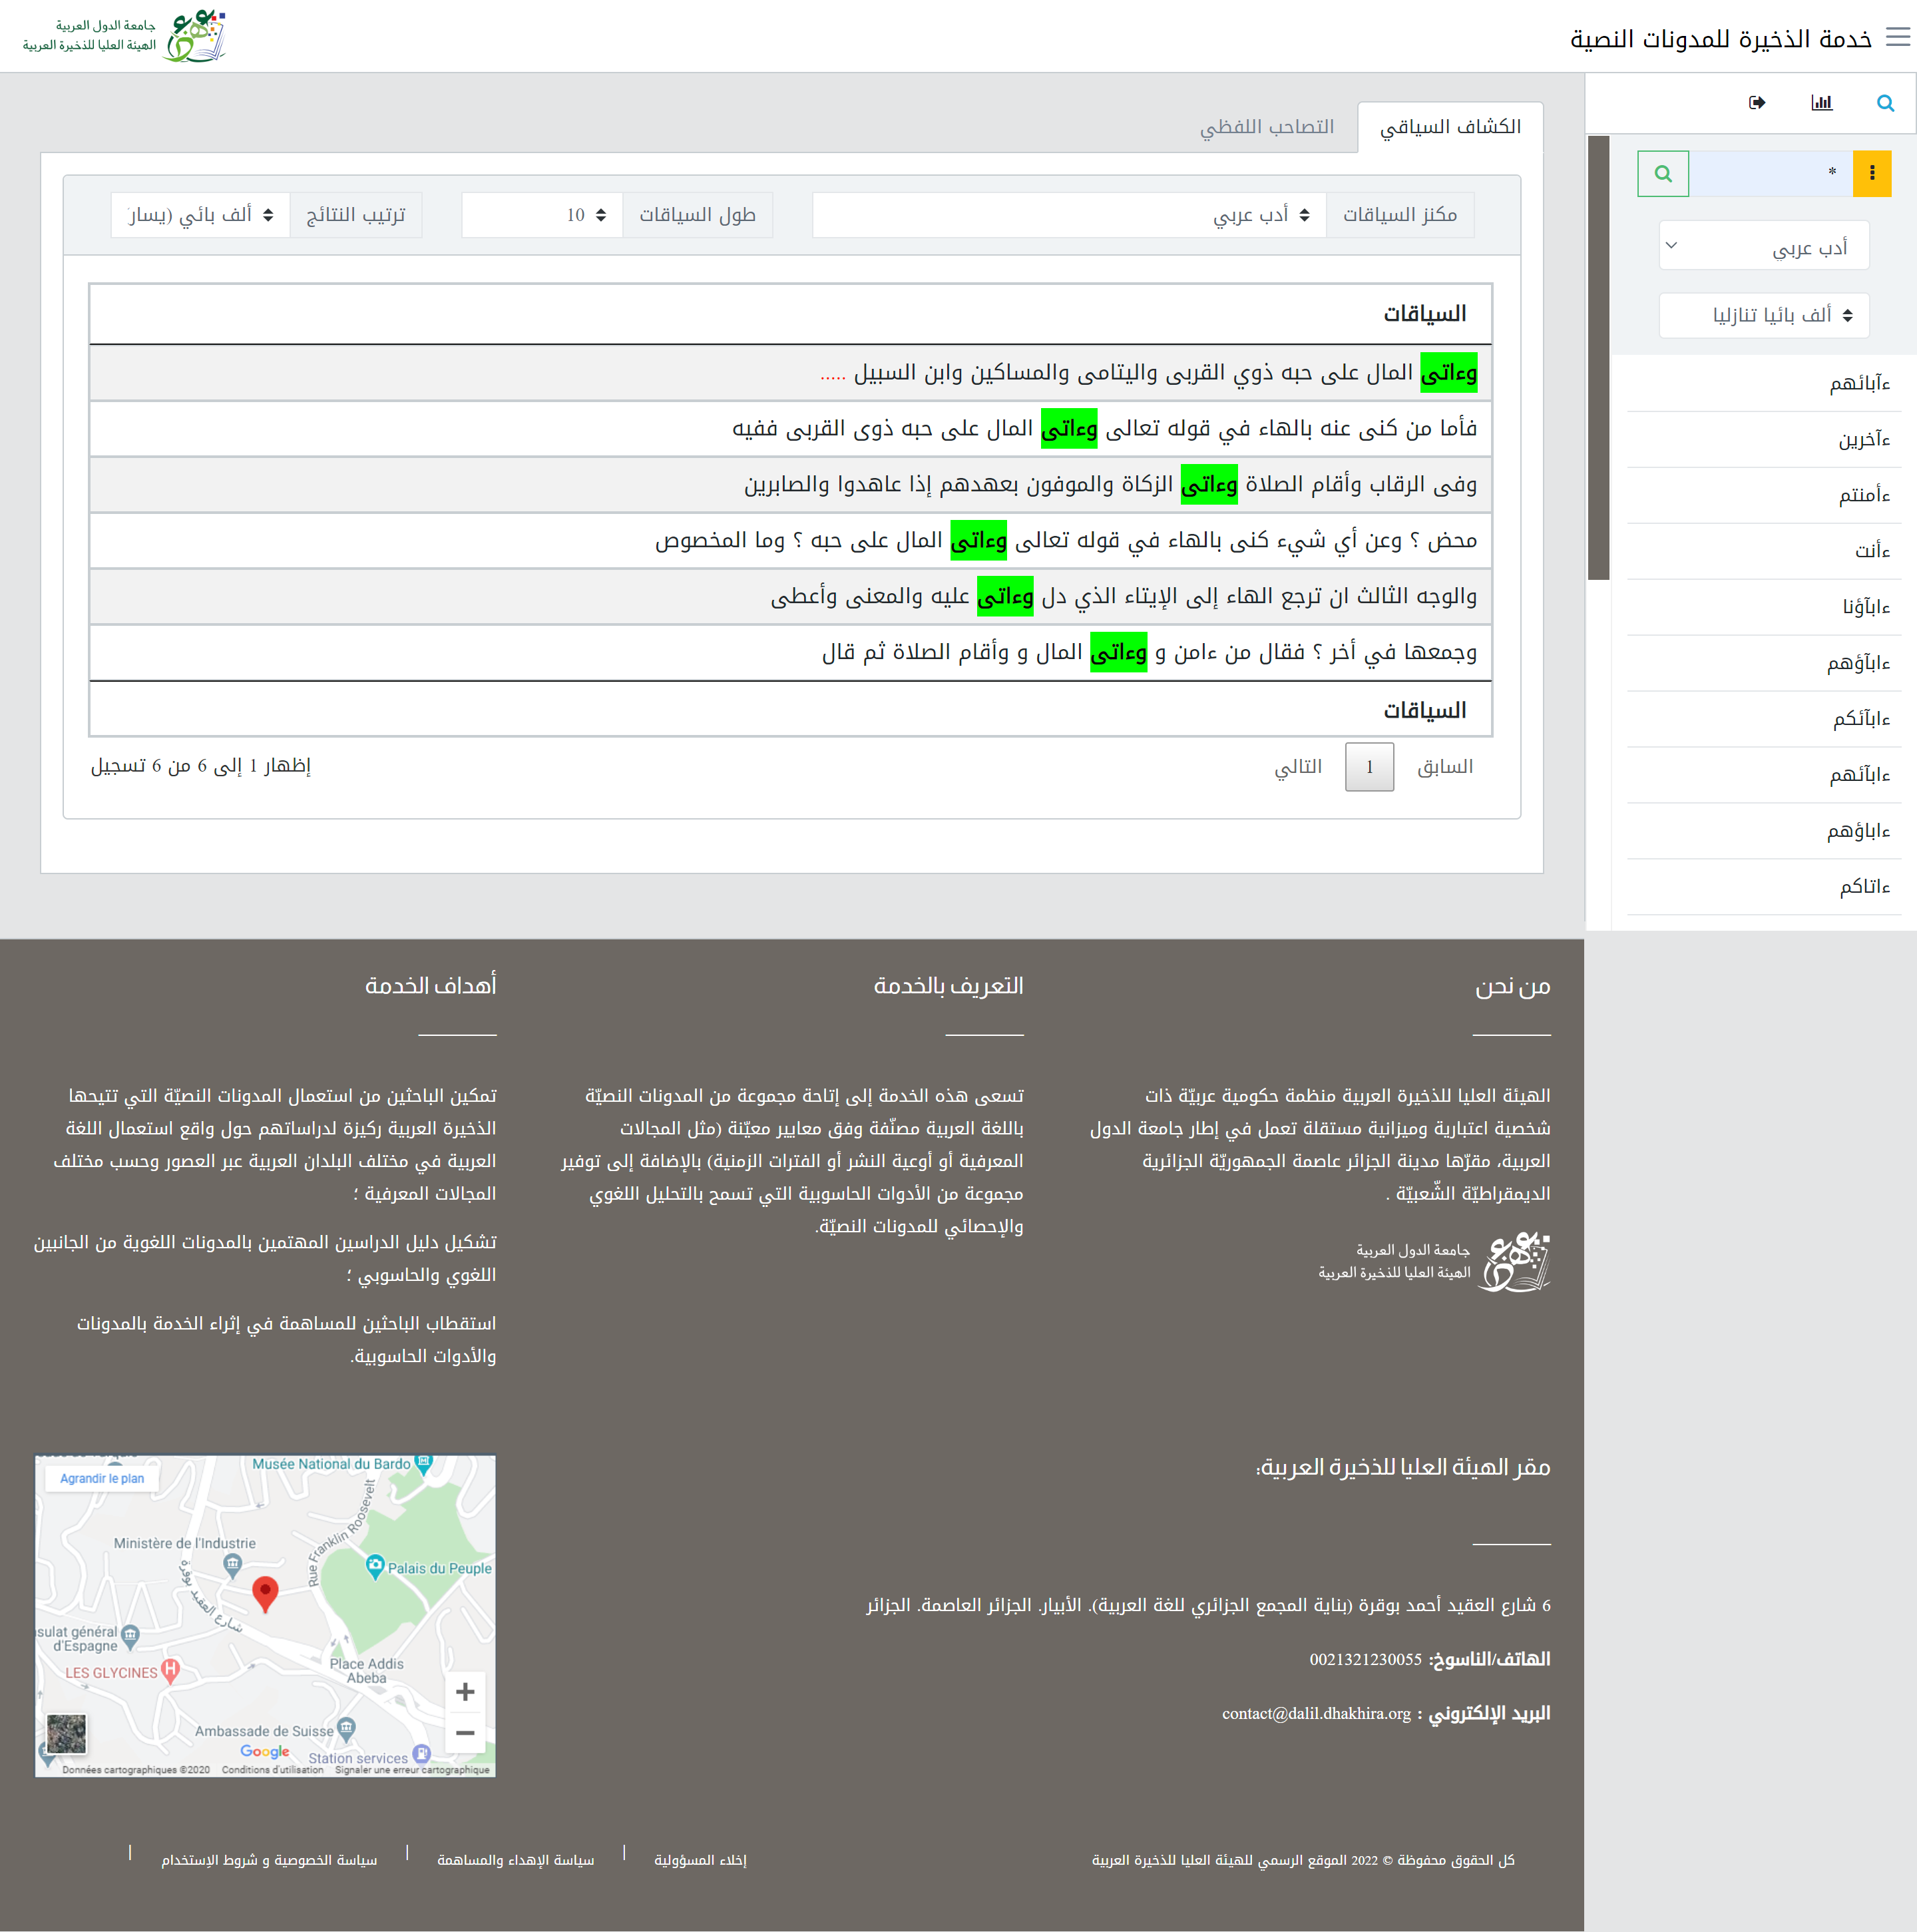 خدمة الذخيرة للمدونات النصية
جامعة الدول العربية
الهيئة العليا للذخيرة العربية
*
أدب عربي
ألف بائيا تنازليا
ءآبائهم
ءآخرين
ءأمنتم
ءأنت
ءابآؤنا
ءابآؤهم
ءابآئكم
ءابآئهم
ءاباؤهم
ءاتاكم
الكشاف السياقي
التصاحب اللفظي
مكنز السياقات
أدب عربي
طول السياقات
10
ترتيب النتائج
ألف بائي (يسار
السياقات
وءاتى المال على حبه ذوي القربى واليتامى والمساكين وابن السبيل .....
فأما من كنى عنه بالهاء في قوله تعالى وءاتى المال على حبه ذوى القربى ففيه
وفى الرقاب وأقام الصلاة وءاتى الزكاة والموفون بعهدهم إذا عاهدوا والصابرين
محض ؟ وعن أي شيء كنى بالهاء في قوله تعالى وءاتى المال على حبه ؟ وما المخصوص
والوجه الثالث ان ترجع الهاء إلى الإيتاء الذي دل وءاتى عليه والمعنى وأعطى
وجمعها في أخر ؟ فقال من ءامن و وءاتى المال و وأقام الصلاة ثم قال
السياقات
السابق
1
التالي
إظهار 1 إلى 6 من 6 تسجيل
من نحن
الهيئة العليا للذخيرة العربية منظمة حكومية عربيّة ذات
شخصية اعتبارية وميزانية مستقلة تعمل في إطار جامعة الدول
العربية، مقرّها مدينة الجزائر عاصمة الجمهوريّة الجزائرية
الديمقراطيّة الشّعبيّة .
جامعة الدول العربية
الهيئة العليا للذخيرة العربية
التعريف بالخدمة
تسعى هذه الخدمة إلى إتاحة مجموعة من المدونات النصيّة
باللغة العربية مصنّفة وفق معايير معيّنة (مثل المجالات
المعرفية أو أوعية النشر أو الفترات الزمنية) بالإضافة إلى توفير
مجموعة من الأدوات الحاسوبية التي تسمح بالتحليل اللغوي
والإحصائي للمدونات النصيّة.
أهداف الخدمة
تمكين الباحثين من استعمال المدونات النصيّة التي تتيحها
الذخيرة العربية ركيزة لدراساتهم حول واقع استعمال اللغة
العربية في مختلف البلدان العربية عبر العصور وحسب مختلف
المجالات المعرفية ؛
تشكيل دليل الدراسين المهتمين بالمدونات اللغوية من الجانبين
اللغوي والحاسوبي ؛
استقطاب الباحثين للمساهمة في إثراء الخدمة بالمدونات
والأدوات الحاسوبية.
مقر الهيئة العليا للذخيرة العربية:
6 شارع العقيد أحمد بوقرة (بناية المجمع الجزائري للغة العربية). الأبيار. الجزائر العاصمة. الجزائر
الهاتف/الناسوخ: 0021321230055
البريد الإلكتروني : contact@dalil.dhakhira.org
Musée National du Bardo
Agrandir le plan
Rue Franklin Roosevelt
Ministère de l'Industrie
Palais du Peuple
شارع العقيد بوقرة
sulat général
d'Espagne
LES GLYCINES
H
Place Addis
Abeba
Ambassade de Suisse
Google
Station services
Données cartographiques ©2020 Conditions d'utilisation Signaler une erreur cartographique
كل الحقوق محفوظة © 2022 الموقع الرسمي للهيئة العليا للذخيرة العربية
إخلاء المسؤولية | سياسة الإهداء والمساهمة | سياسة الخصوصية و شروط الإستخدام |